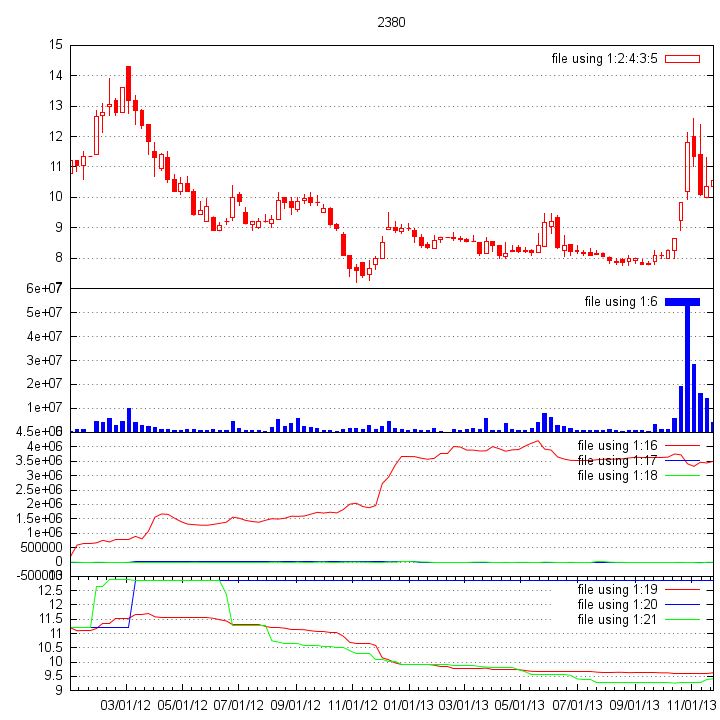 2380
15
file using 1:2:4:3:5
14
13
12
11
10
9
8
6e+07
file using 1:6
5e+07
4e+07
3e+07
2e+07
1e+07
4.5e+06
file using 1:16
4e+06
file using 1:17
3.5e+06
file using 1:18
3e+06
2.5e+06
2e+06
1.5e+06
1e+06
500000
0
-500000
file using 1:19
12.5
file using 1:20
12
file using 1:21
11.5
11
10.5
10
9.5
9
03/01/12 05/01/12 07/01/12 09/01/12 11/01/12 01/01/13 03/01/13 05/01/13 07/01/13 09/01/13 11/01/13